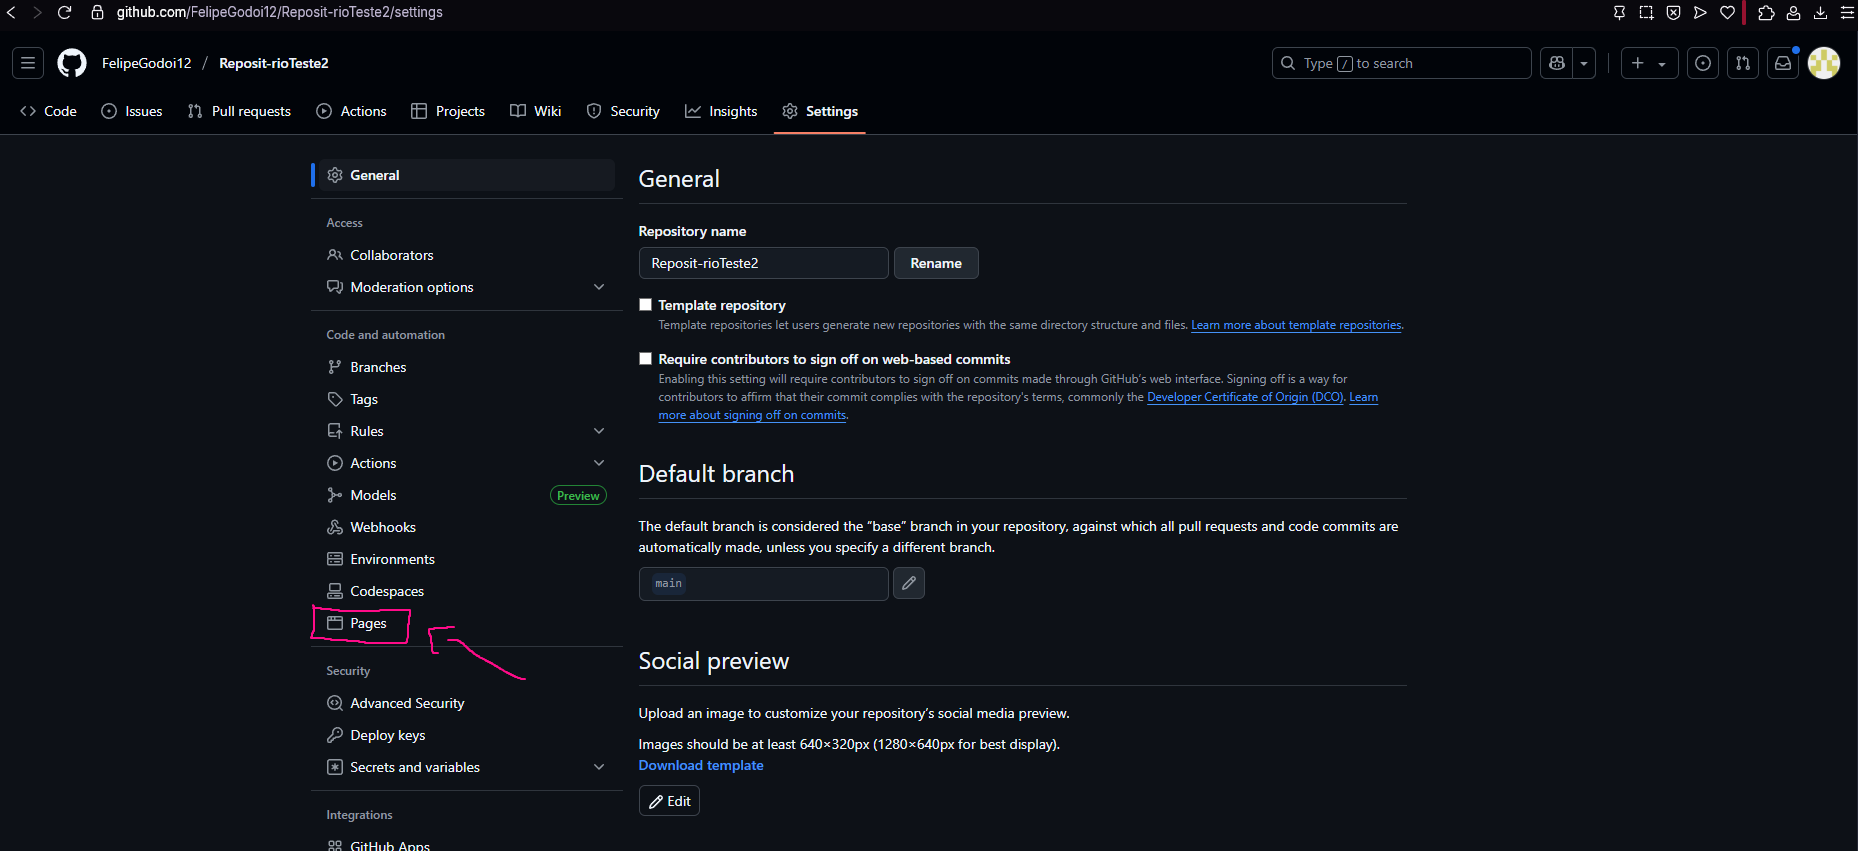 github.com/FelipeGodoi12/Reposit-rioTeste2/settings
FelipeGodoi12 / Reposit-rioTeste2
Type / to search
Code Issues Pull requests Actions Projects Wiki Security Insights Settings
General
Access
Collaborators
Moderation options
Code and automation
Branches
Tags
Rules
Actions
Models Preview
Webhooks
Environments
Codespaces
Pages
Security
Advanced Security
Deploy keys
Secrets and variables
Integrations
GitHub Apps
General
Repository name
Reposit-rioTeste2 Rename
Template repository
Template repositories let users generate new repositories with the same directory structure and files. Learn more about template repositories.
Require contributors to sign off on web-based commits
Enabling this setting will require contributors to sign off on commits made through GitHub's web interface. Signing off is a way for
contributors to affirm that their commit complies with the repository's terms, commonly the Developer Certificate of Origin (DCO). Learn
more about signing off on commits.
Default branch
The default branch is considered the “base” branch in your repository, against which all pull requests and code commits are
automatically made, unless you specify a different branch.
main
Social preview
Upload an image to customize your repository’s social media preview.
Images should be at least 640×320px (1280×640px for best display).
Download template
Edit